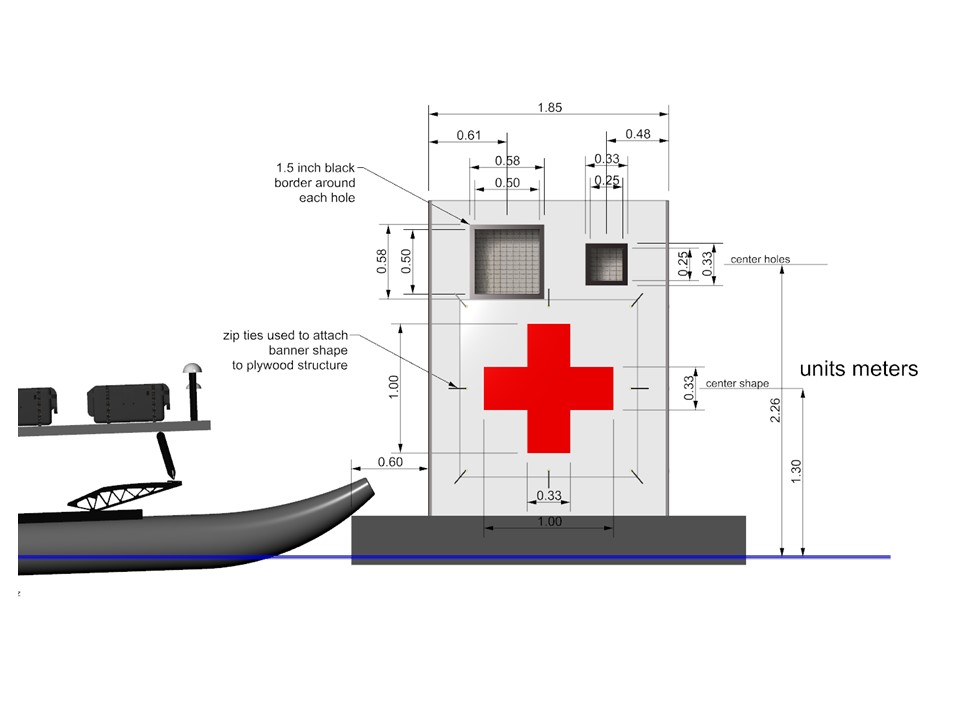 1.85
0.61
0.48
0.58
0.33
0.50
0.25
1.5 inch black
border around
each hole
0.58
0.50
0.25
0.33
center holes
zip ties used to attach
banner shape
to plywood structure
1.00
0.33
center shape
units meters
2.26
1.30
0.60
0.33
1.00